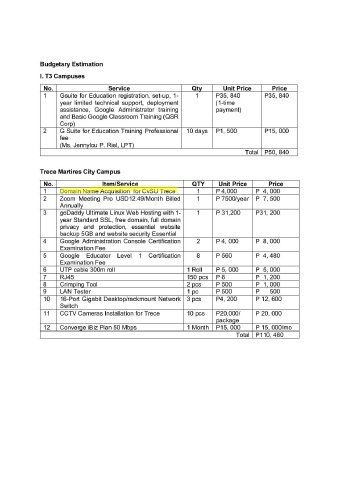 Budgetary Estimation
I. T3 Campuses
No. Service Qty Unit Price Price
1 Gsuite for Education registration, set-up, 1- 1 P35, 840 P35, 840
year limited technical support, deployment (1-time
assistance, Google Administrator training payment)
and Basic Google Classroom Training (QSR
Corp)
2 G Suite for Education Training Professional 10 days P1, 500 P15, 000
fee
(Ms. Jennylou P. Riel, LPT)
Total P50, 840
Trece Martires City Campus
No. Item/Service QTY Unit Price Price
1 Domain Name Acquisition for CvSU Trece 1 P 4,000 P 4, 000
2 Zoom Meeting Pro USD12.49/Month Billed 1 P 7500/year P 7, 500
Annually
3 goDaddy Ultimate Linux Web Hosting with 1- 1 P 31,200 P31, 200
year Standard SSL, free domain, full domain
privacy and protection, essential website
backup 5GB and website security Essential
4 Google Administration Console Certification 2 P 4, 000 P 8, 000
Examination Fee
5 Google Educator Level 1 Certification 8 P 560 P 4, 480
Examination Fee
6 UTP cable 300m roll 1 Roll P 5, 000 P 5, 000
7 RJ45 150 pcs P 8 P 1, 200
8 Crimping Tool 2 pcs P 500 P 1, 000
9 LAN Tester 1 pc P 500 P 500
10 16-Port Gigabit Desktop/rackmount Network 3 pcs P4, 200 P 12, 600
Switch
11 CCTV Cameras Installation for Trece 10 pcs P20,000/ P 20, 000
package
12 Converge iBiz Plan 50 Mbps 1 Month P15, 000 P 15, 000/mo
Total P110, 480